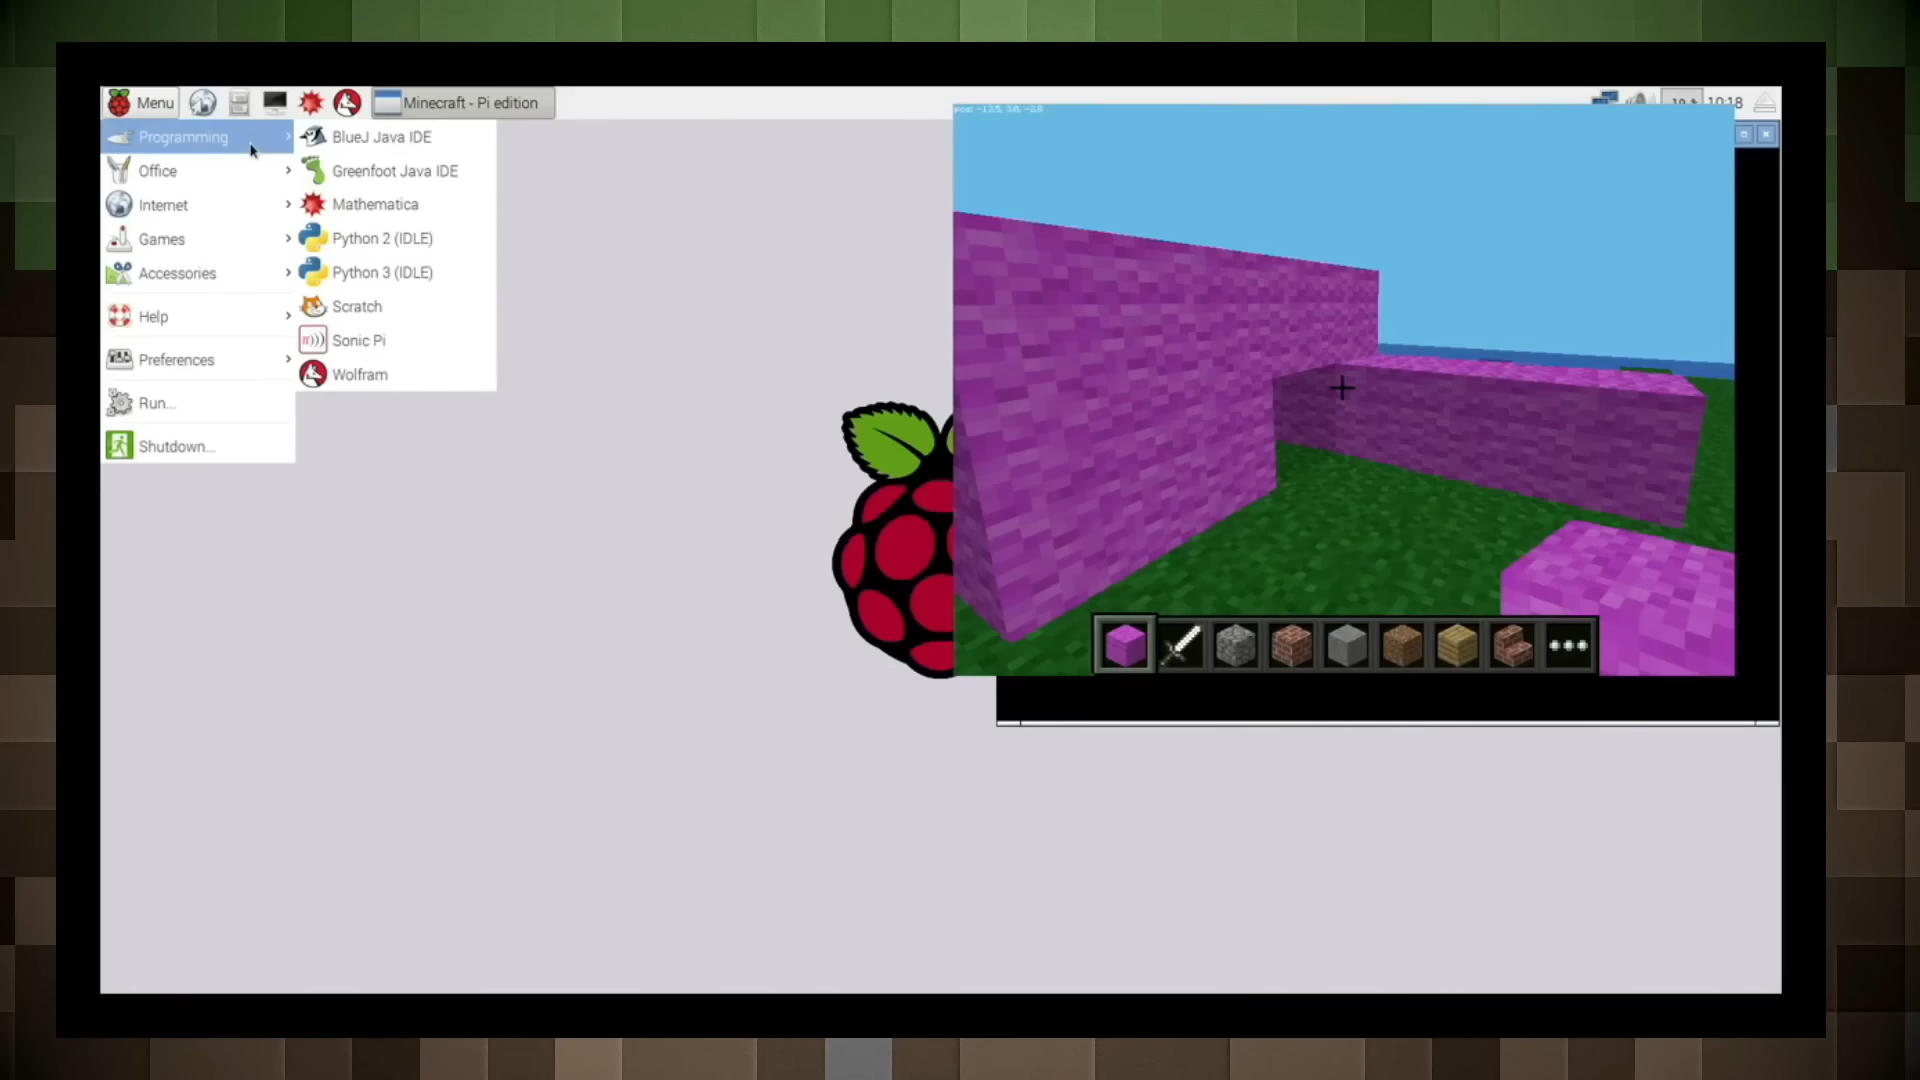 Menu
Minecraft - Pi edition
10:18
Programming
Office
Internet
Games
Accessories
Help
Preferences
Run...
Shutdown...
BlueJ Java IDE
Greenfoot Java IDE
Mathematica
Python 2 (IDLE)
Python 3 (IDLE)
Scratch
Sonic Pi
Wolfram